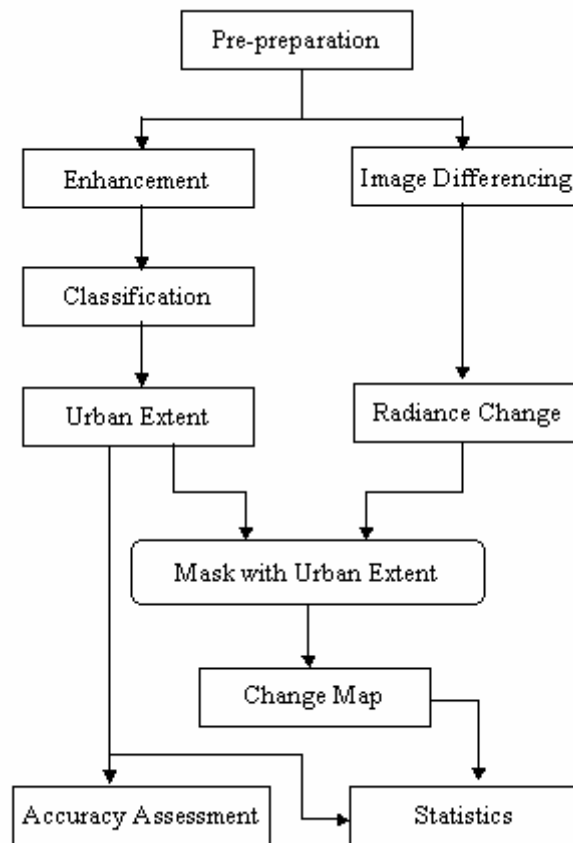 Pre-preparation
Enhancement
Image Differencing
Classification
Urban Extent
Radiance Change
Mask with Urban Extent
Change Map
Accuracy Assessment
Statistics